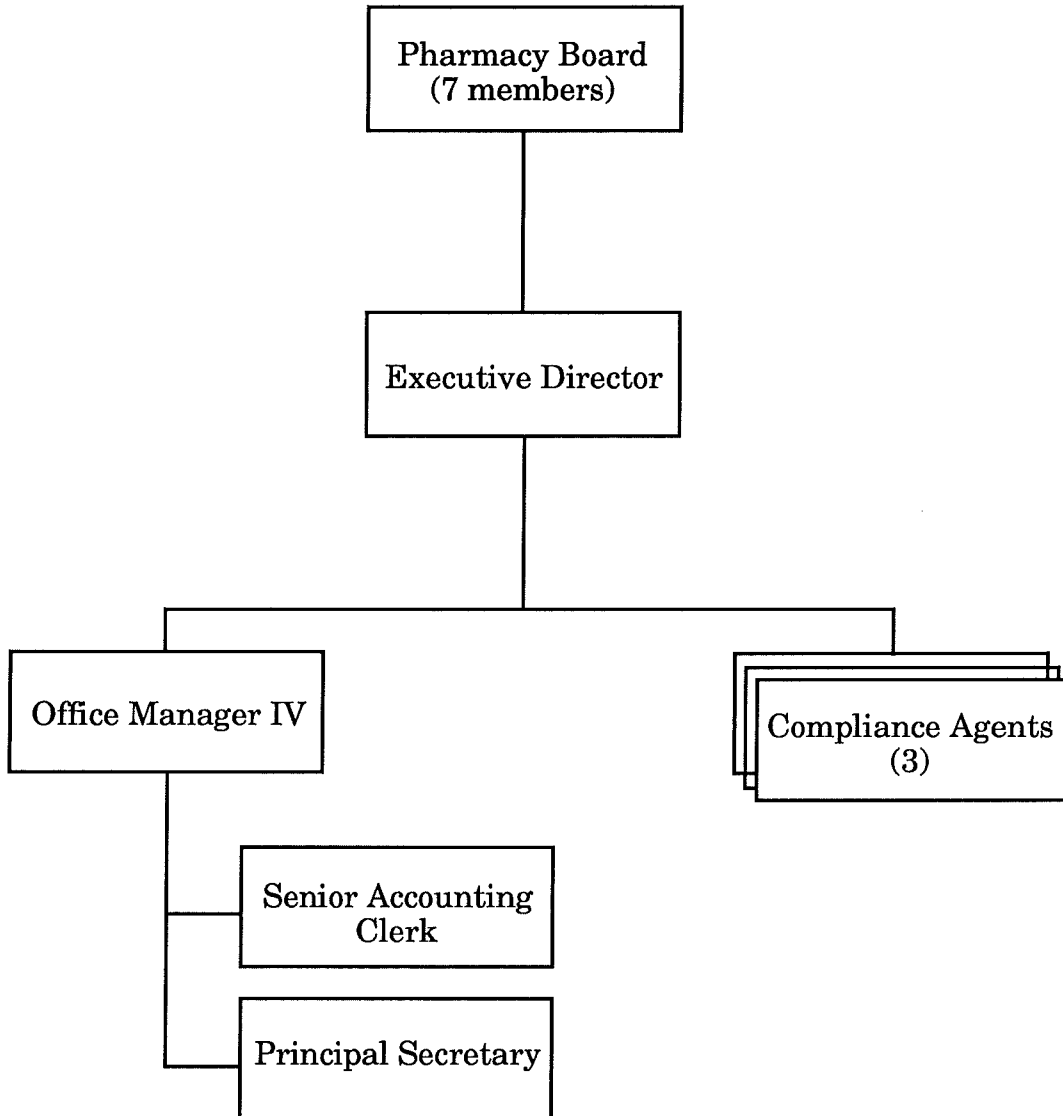 Pharmacy Board
(7 members)
Executive Director
Office Manager IV
Compliance Agents
(3)
Senior Accounting
Clerk
Principal Secretary